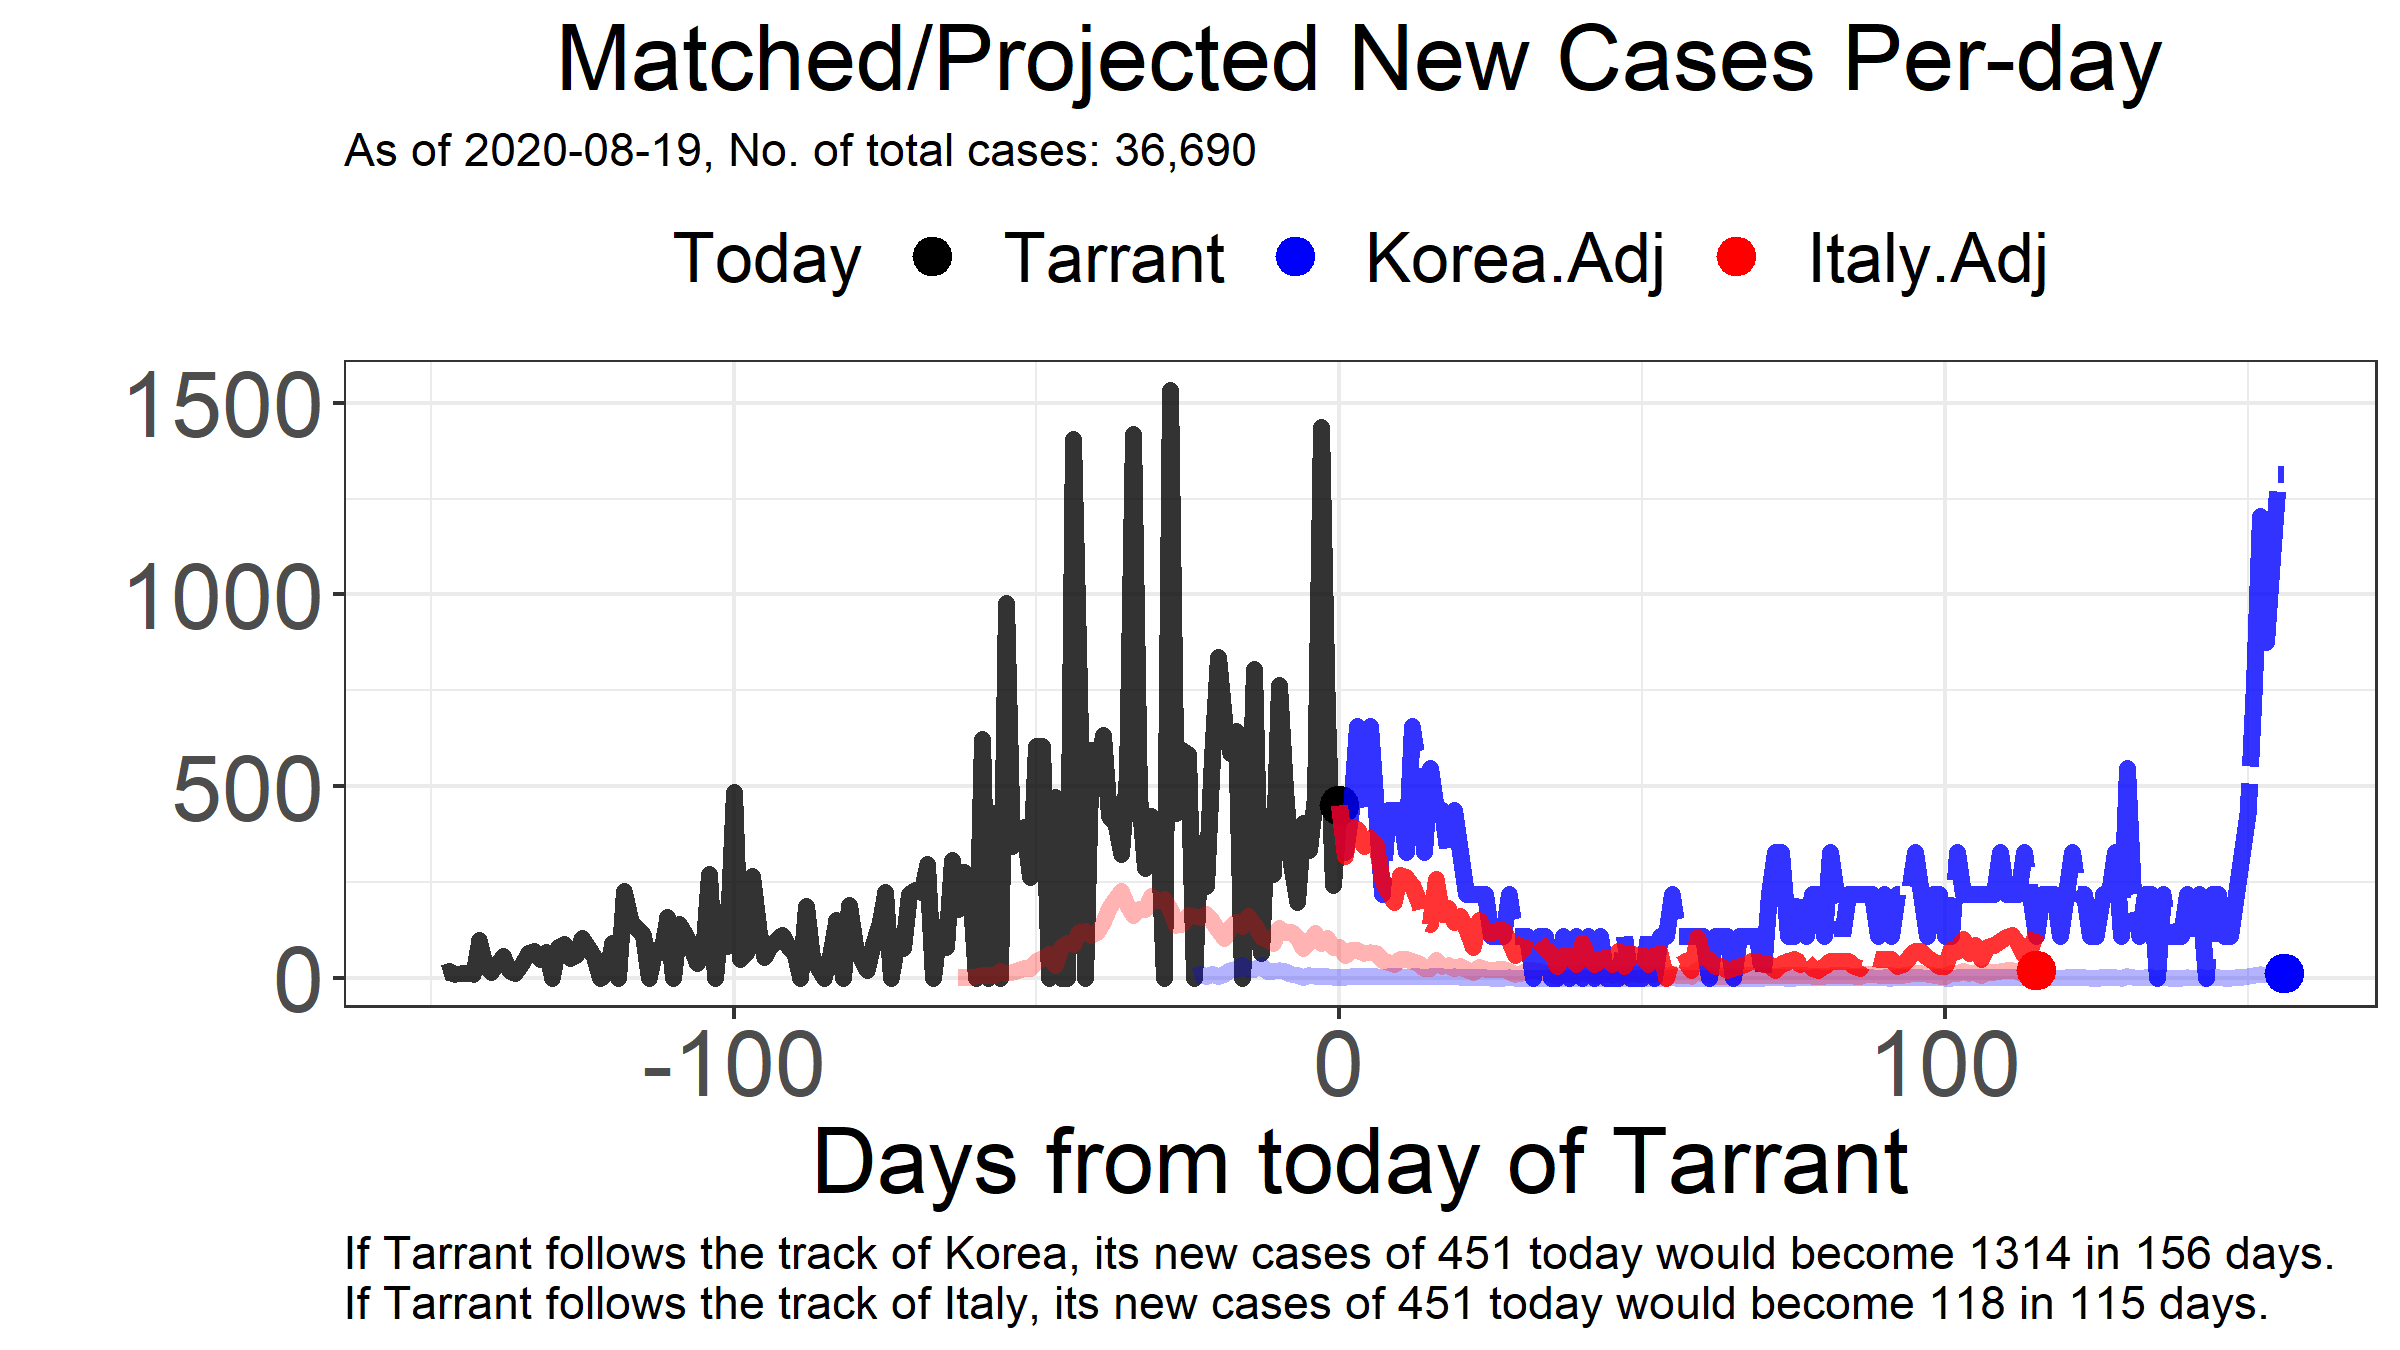 Matched/Projected New Cases Per-day
As of 2020-08-19, No. of total cases: 36,690
Today Tarrant Korea.Adj Italy.Adj
1500
1000
500
0
-100 0 100
Days from today of Tarrant
If Tarrant follows the track of Korea, its new cases of 451 today would become 1314 in 156 days.
If Tarrant follows the track of Italy, its new cases of 451 today would become 118 in 115 days.